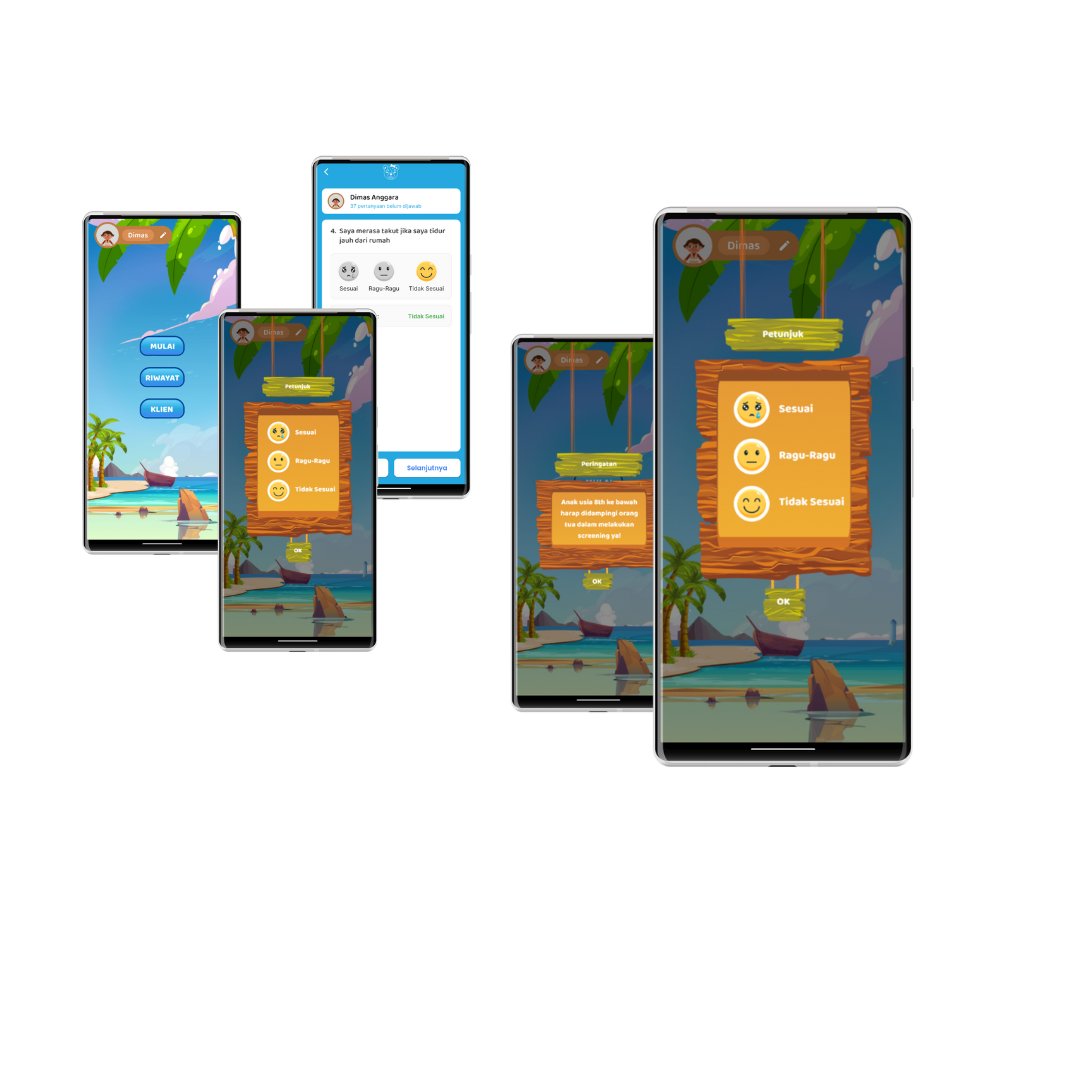 Dimas
MULAI
RIWAYAT
KLIEN
Dimas Anggara
37 pertanyaan belum dijawab
4. Saya merasa takut jika saya tidur
jauh dari rumah
Sesuai
Ragu-Ragu
Tidak Sesuai
Tidak Sesuai
Selanjutnya
Dimas
Petunjuk
Sesuai
Ragu-Ragu
Tidak Sesuai
OK
Dimas
Peringatan
Anak usia 8th ke bawah
harap didampingi orang
tua dalam melakukan
screening ya!
OK
Dimas
Petunjuk
Sesuai
Ragu-Ragu
Tidak Sesuai
OK